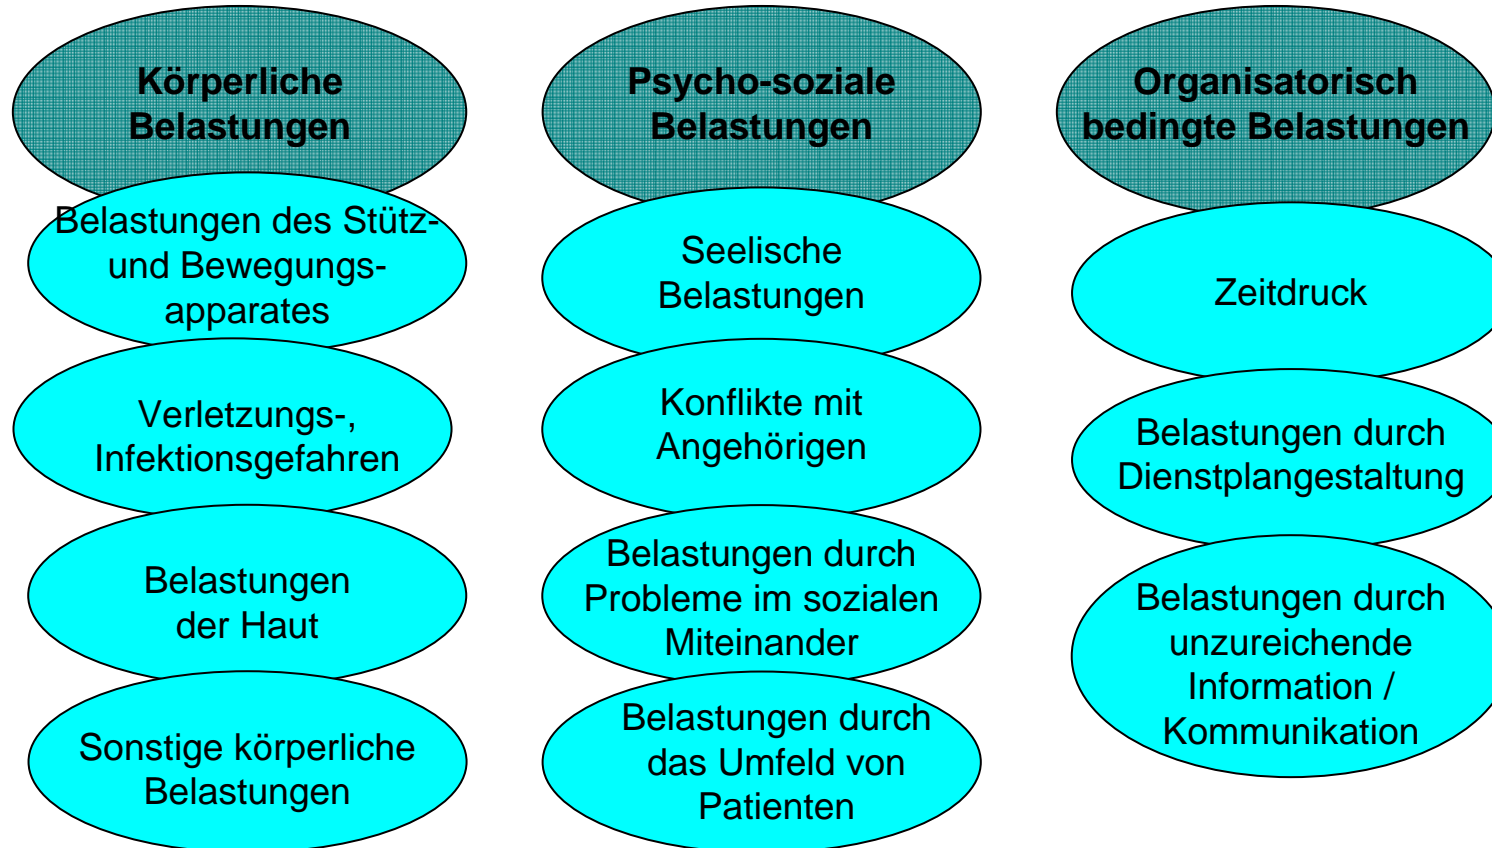 Körperliche
Belastungen
Belastungen des Stütz-
und Bewegungs-
apparates
Verletzungs-,
Infektionsgefahren
Belastungen
der Haut
Sonstige körperliche
Belastungen
Psycho-soziale
Belastungen
Seelische
Belastungen
Konflikte mit
Angehörigen
Belastungen durch
Probleme im sozialen
Miteinander
Belastungen durch
das Umfeld von
Patienten
Organisatorisch
bedingte Belastungen
Zeitdruck
Belastungen durch
Dienstplangestaltung
Belastungen durch
unzureichende
Information /
Kommunikation